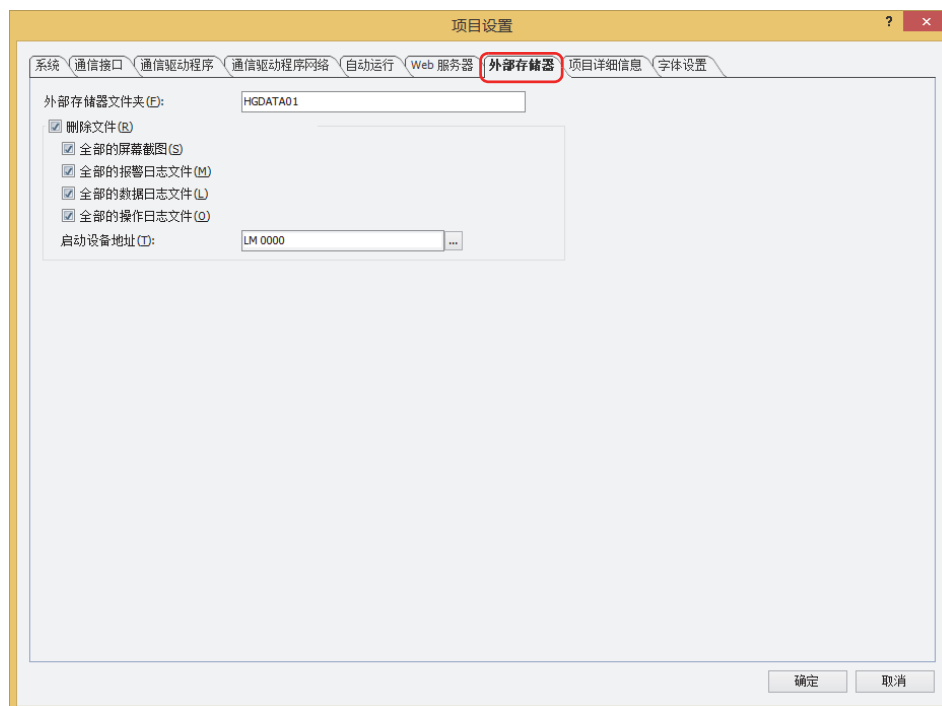 项目设置
?
×
系统 通信接口 通信驱动程序 通信驱动程序网络 自动运行 Web 服务器 外部存储器 项目详细信息 字体设置
外部存储器文件夹(F): HGDATA01
删除文件(R)
全部的屏幕截图(S)
全部的报警日志文件(M)
全部的数据日志文件(L)
全部的操作日志文件(O)
启动设备地址(T): LM 0000 ...
确定 取消